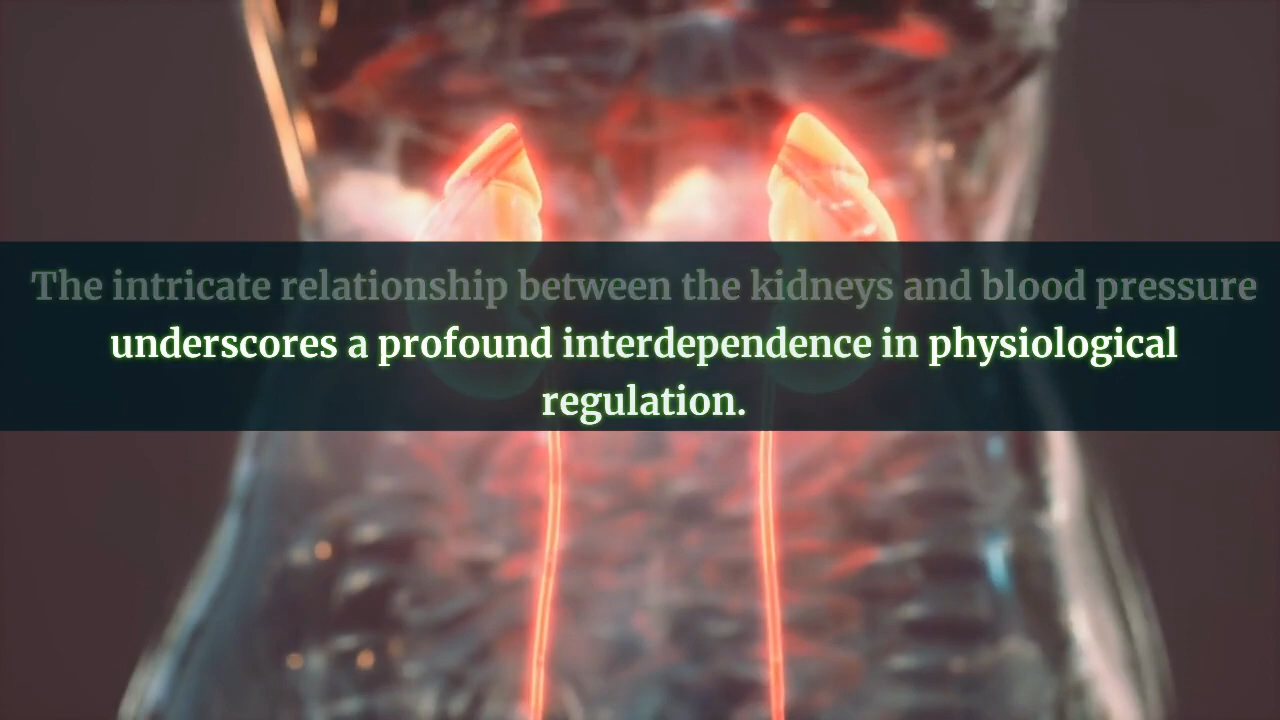 The intricate relationship between the kidneys and blood pressure
underscores a profound interdependence in physiological
regulation.